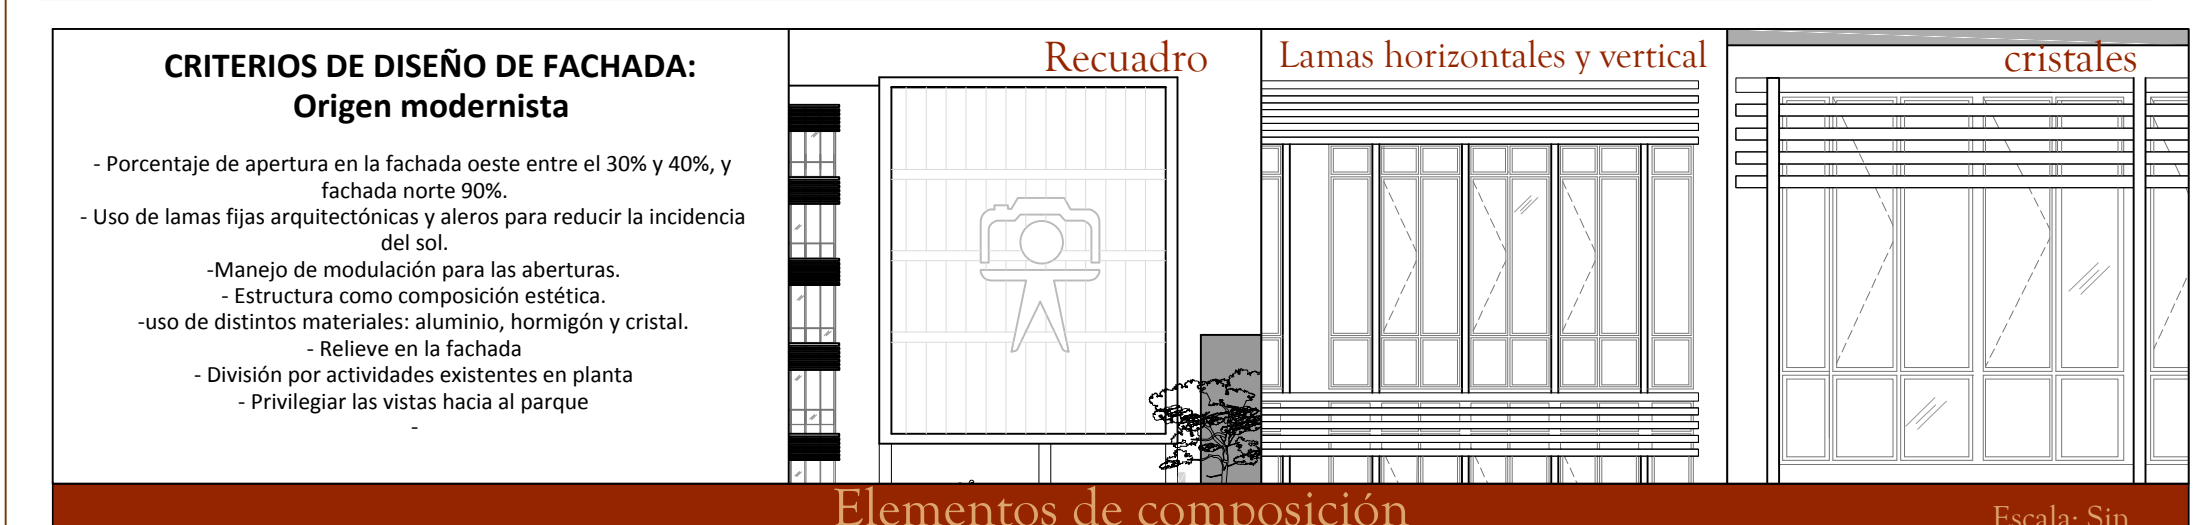 CRITERIOS DE DISEÑO DE FACHADA:
Origen modernista
- Porcentaje de apertura en la fachada oeste entre el 30% y 40%, y
fachada norte 90%.
- Uso de lamas fijas arquitectónicas y aleros para reducir la incidencia
del sol.
-Manejo de modulación para las aberturas.
- Estructura como composición estética.
-uso de distintos materiales: aluminio, hormigón y cristal.
- Relieve en la fachada
- División por actividades existentes en planta
- Privilegiar las vistas hacia al parque
-
Recuadro
Lamas horizontales y vertical
cristales
Elementos de composición
Escala: Sin